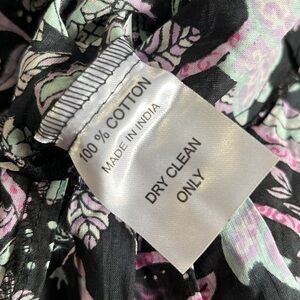 100 % COTTON
MADE IN INDIA
DRY CLEAN
ONLY